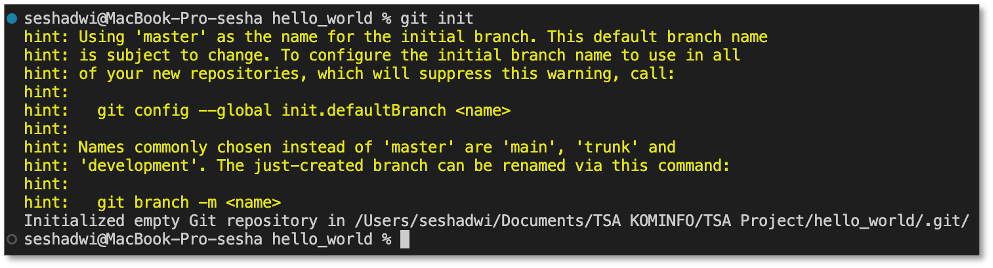 seshadwi@MacBook-Pro-sesha hello_world % git init
hint: Using 'master' as the name for the initial branch. This default branch name
hint: is subject to change. To configure the initial branch name to use in all
hint: of your new repositories, which will suppress this warning, call:
hint:
hint:   git config --global init.defaultBranch <name>
hint:
hint: Names commonly chosen instead of 'master' are 'main', 'trunk' and
hint: 'development'. The just-created branch can be renamed via this command:
hint:
hint:   git branch -m <name>
Initialized empty Git repository in /Users/seshadwi/Documents/TSA KOMINFO/TSA Project/hello_world/.git/
seshadwi@MacBook-Pro-sesha hello_world %